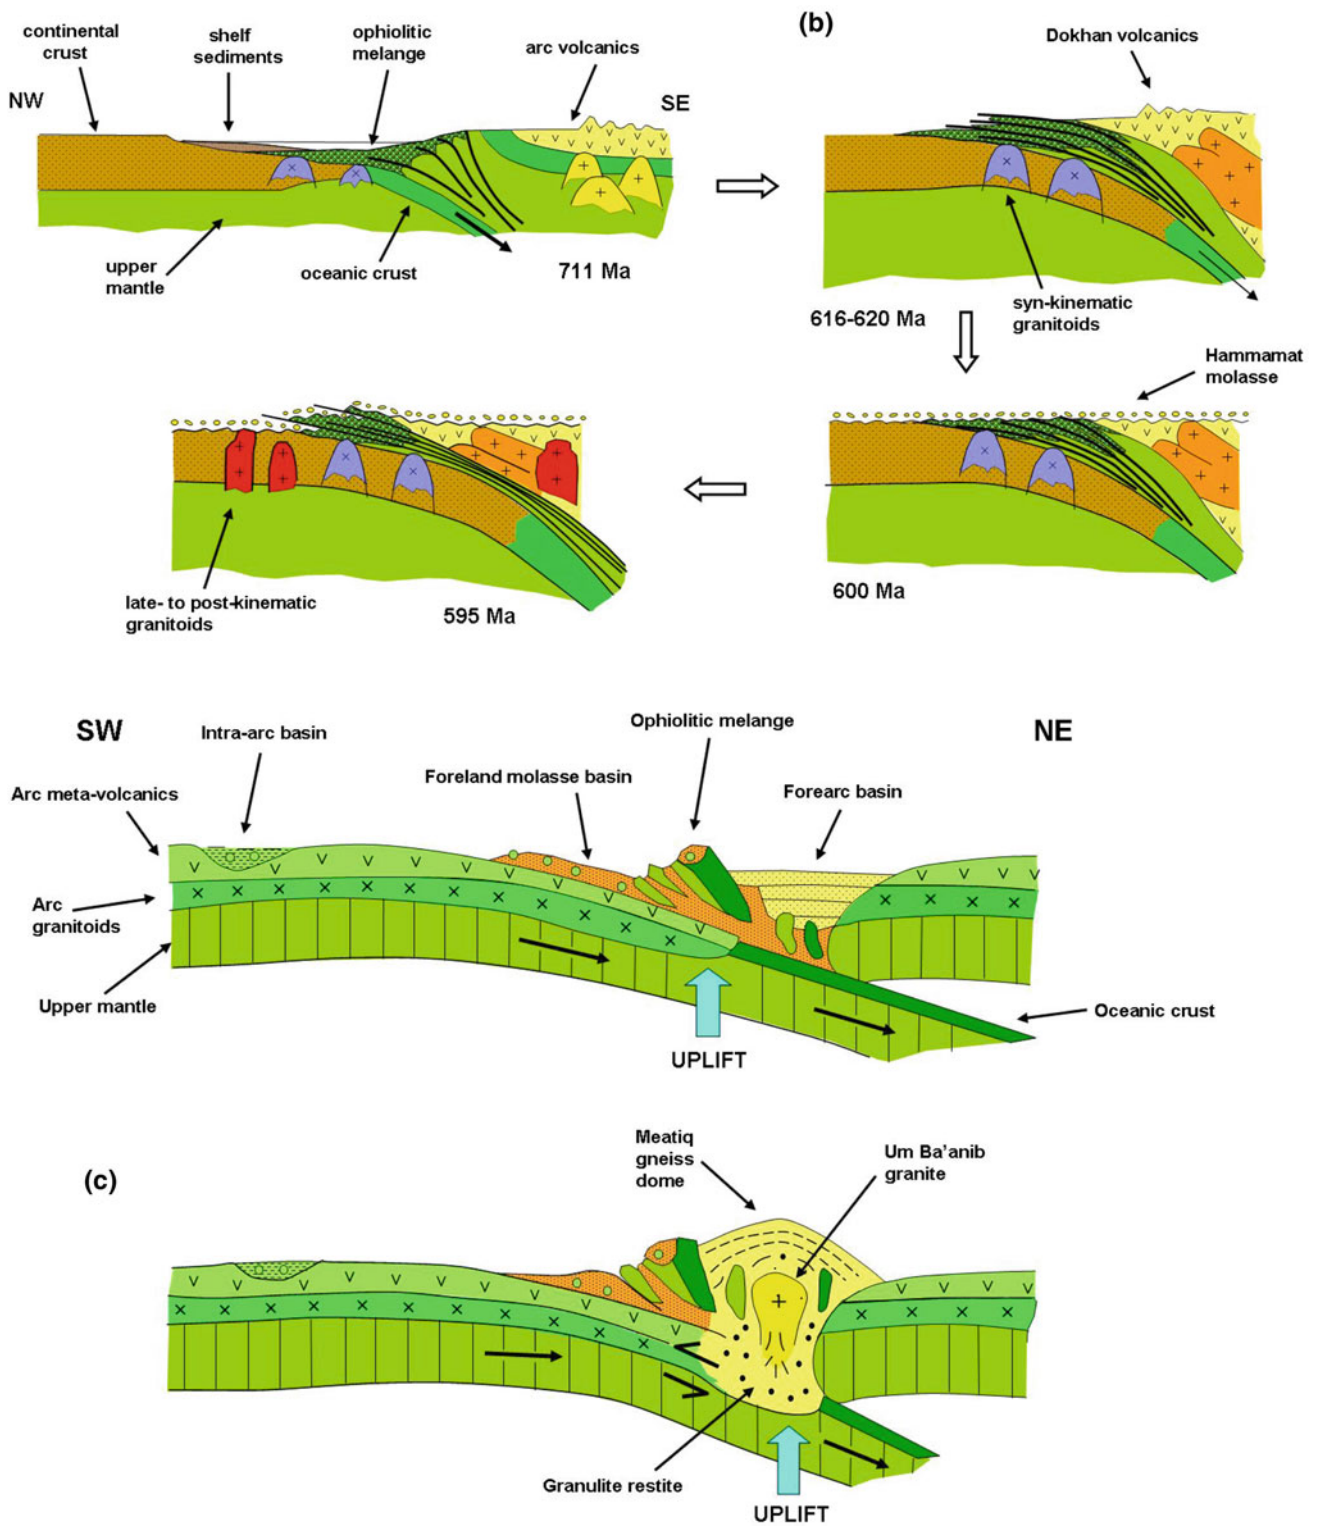 continental
crust
shelf
sediments
ophiolitic
melange
arc volcanics
NW
SE
upper
mantle
oceanic crust
711 Ma
(b)
Dokhan volcanics
616-620 Ma
syn-kinematic
granitoids
Hammamat
molasse
600 Ma
late- to post-kinematic
granitoids
595 Ma
SW
NE
Intra-arc basin
Ophiolitic melange
Arc meta-volcanics
Foreland molasse basin
Forearc basin
Arc
granitoids
Upper mantle
Oceanic crust
UPLIFT
(c)
Meatiq
gneiss
dome
Um Ba'anib
granite
Granulite restite
UPLIFT